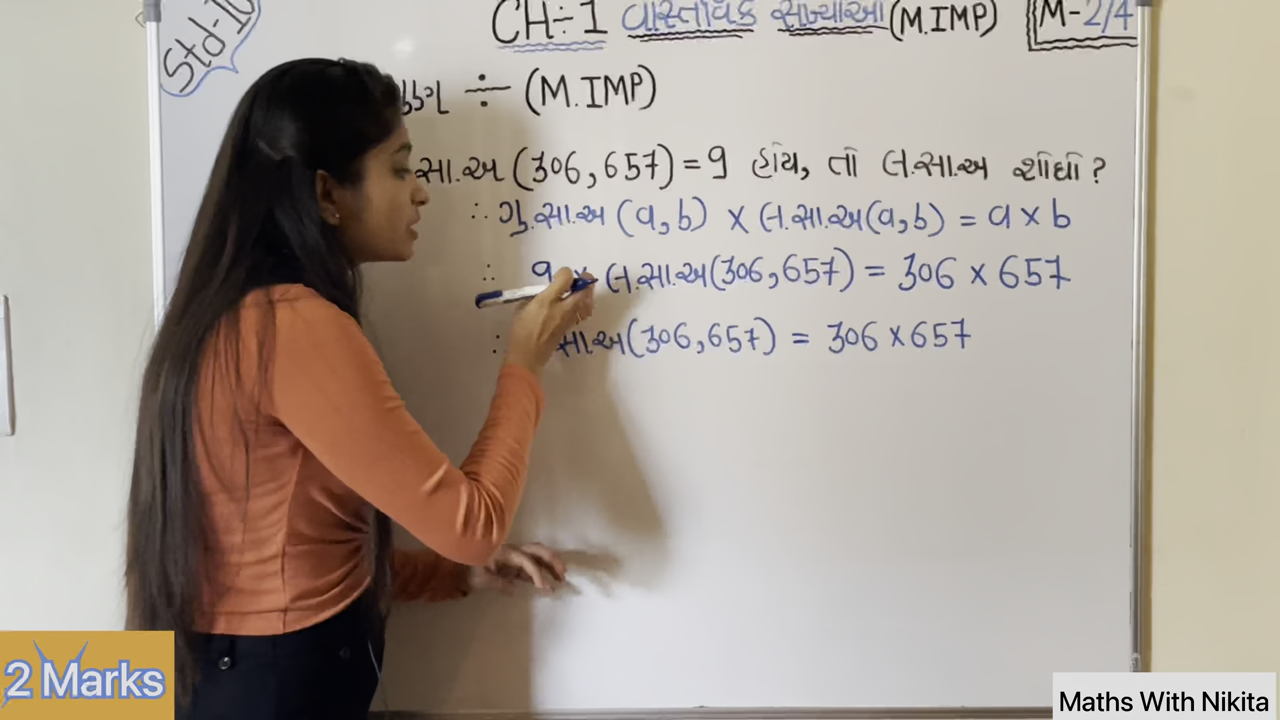 Std-10
CH÷1 વાસ્તવિક સંખ્યાઓ (M.IMP) M-2/4
÷ (M.IMP)
સા.અ (306,657) = 9 હોય, તો લ.સા.અ શોધો ?
∴ ગુ.સા.અ (a, b) × લ.સા.અ(a, b) = a × b
∴ 9 × લ.સા.અ(306,657) = 306 × 657
∴ સા.અ(306,657) = 306 × 657
2 Marks
Maths With Nikita